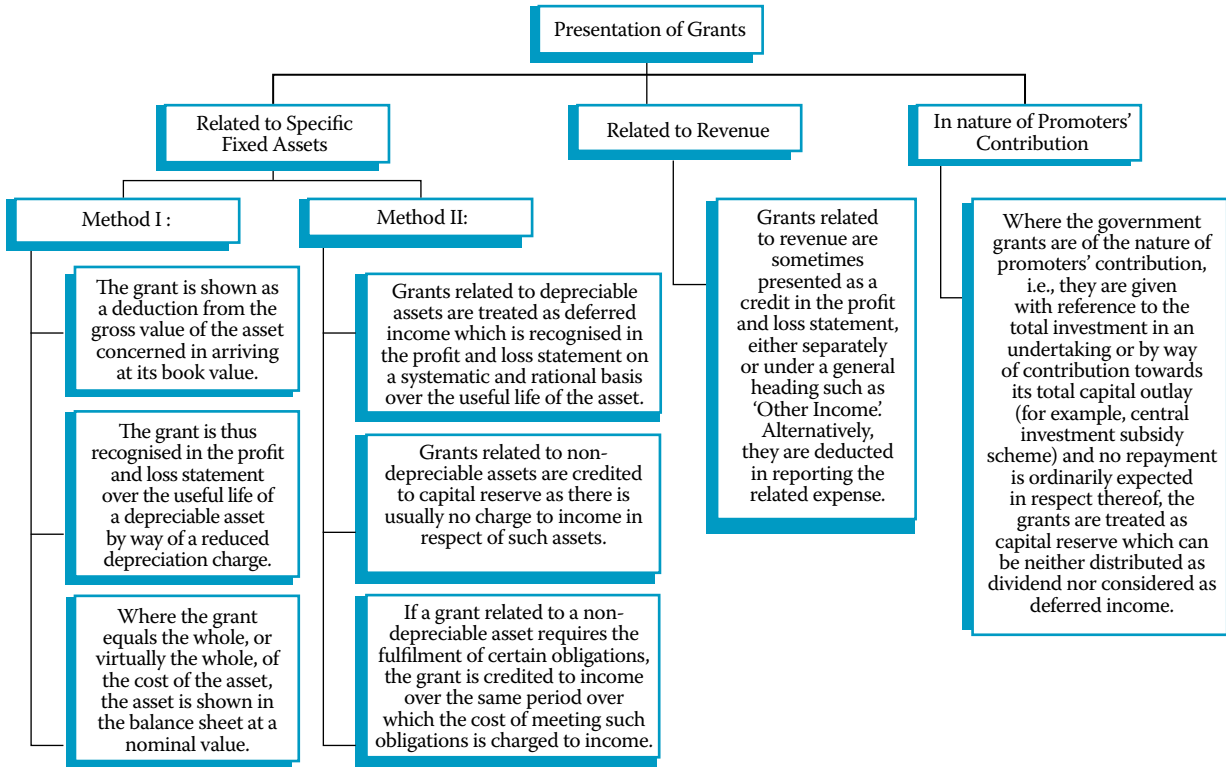 Presentation of Grants
Related to Specific
Fixed Assets
Method I :
The grant is shown as
a deduction from the
gross value of the asset
concerned in arriving
at its book value.
The grant is thus
recognised in the profit
and loss statement
over the useful life of
a depreciable asset
by way of a reduced
depreciation charge.
Where the grant
equals the whole, or
virtually the whole, of
the cost of the asset,
the asset is shown in
the balance sheet at a
nominal value.
Method II:
Grants related to depreciable
assets are treated as deferred
income which is recognised in
the profit and loss statement on
a systematic and rational basis
over the useful life of the asset.
Grants related to non-
depreciable assets are credited
to capital reserve as there is
usually no charge to income in
respect of such assets.
If a grant related to a non-
depreciable asset requires the
fulfilment of certain obligations,
the grant is credited to income
over the same period over
which the cost of meeting such
obligations is charged to income.
Related to Revenue
Grants related
to revenue are
sometimes
presented as a
credit in the profit
and loss statement,
either separately
or under a general
heading such as
‘Other Income’.
Alternatively,
they are deducted
in reporting the
related expense.
In nature of Promoters’
Contribution
Where the government
grants are of the nature of
promoters’ contribution,
i.e., they are given
with reference to the
total investment in an
undertaking or by way
of contribution towards
its total capital outlay
(for example, central
investment subsidy
scheme) and no repayment
is ordinarily expected
in respect thereof, the
grants are treated as
capital reserve which can
be neither distributed as
dividend nor considered as
deferred income.